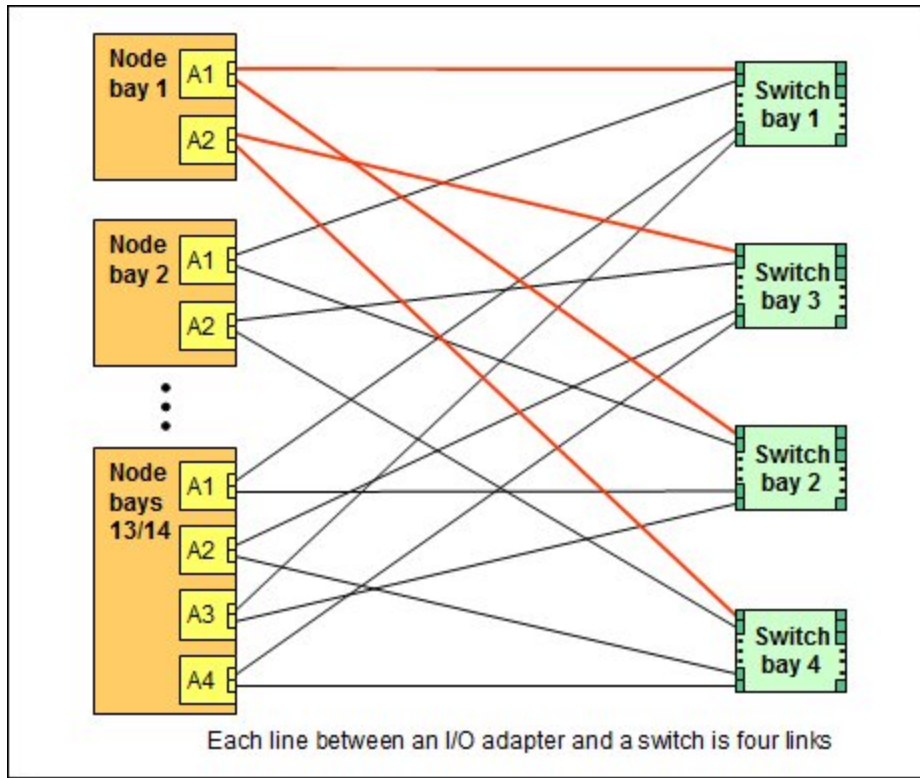 Node
bay 1
A1
A2
Node
bay 2
A1
A2
Node
bays
13/14
A1
A2
A3
A4
Switch
bay 1
Switch
bay 3
Switch
bay 2
Switch
bay 4
Each line between an I/O adapter and a switch is four links